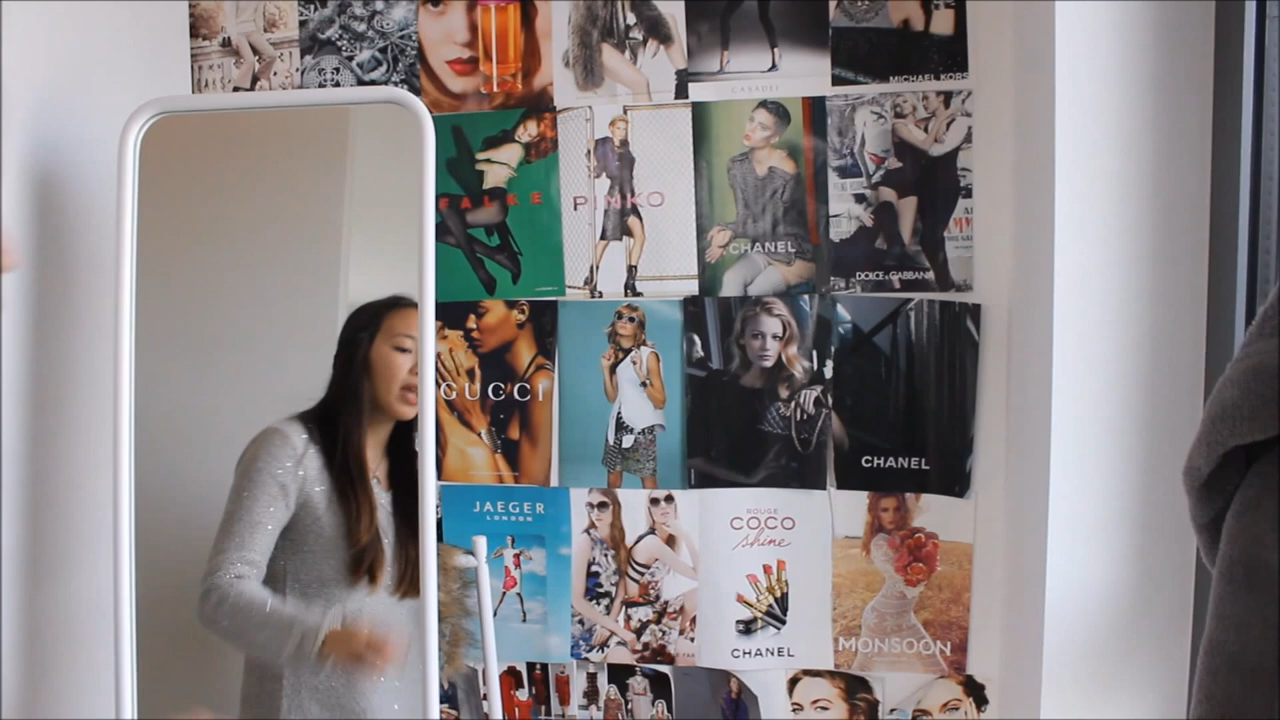 CASADEI
MICHAEL KORS
FALKE
PINKO
CHANEL
DOLCE & GABBANA
GUCCI
CHANEL
JAEGER
LONDON
ROUGE
COCO
shine
CHANEL
MONSOON